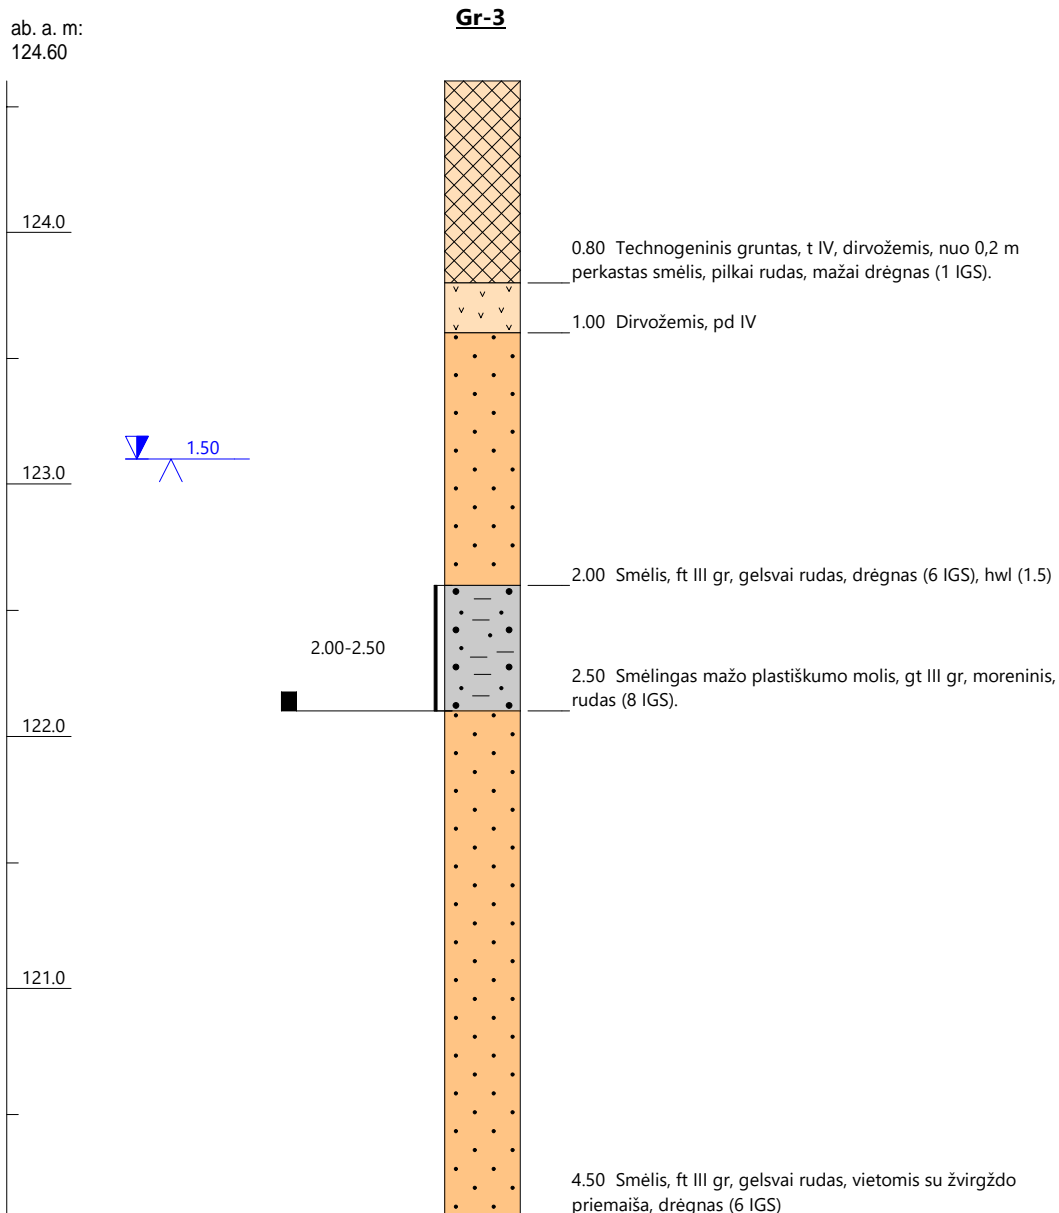 Gr-3
ab. a. m:
124.60
124.0
0.80 Technogeninis gruntas, t IV, dirvožemis, nuo 0,2 m
perkastas smėlis, pilkai rudas, mažai drėgnas (1 IGS).
1.00 Dirvožemis, pd IV
1.50
123.0
2.00 Smėlis, ft III gr, gelsvai rudas, drėgnas (6 IGS), hwl (1.5)
2.00-2.50
2.50 Smėlingas mažo plastiškumo molis, gt III gr, moreninis,
rudas (8 IGS).
122.0
121.0
4.50 Smėlis, ft III gr, gelsvai rudas, vietomis su žvirgždo
priemaiša, drėgnas (6 IGS)